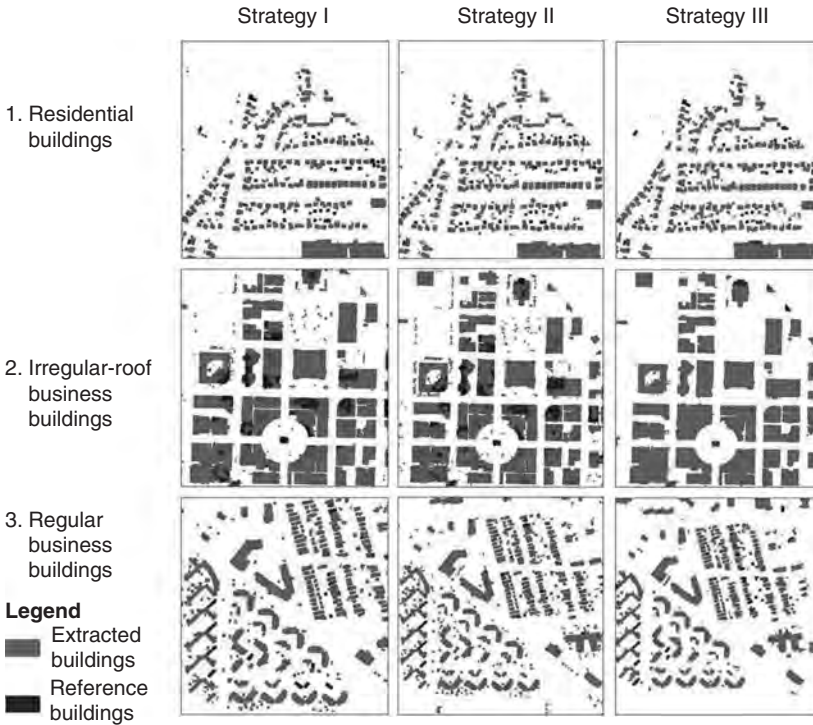 Strategy I
Strategy II
Strategy III
1. Residential
buildings
2. Irregular-roof
business
buildings
3. Regular
business
buildings
Legend
Extracted
buildings
Reference
buildings